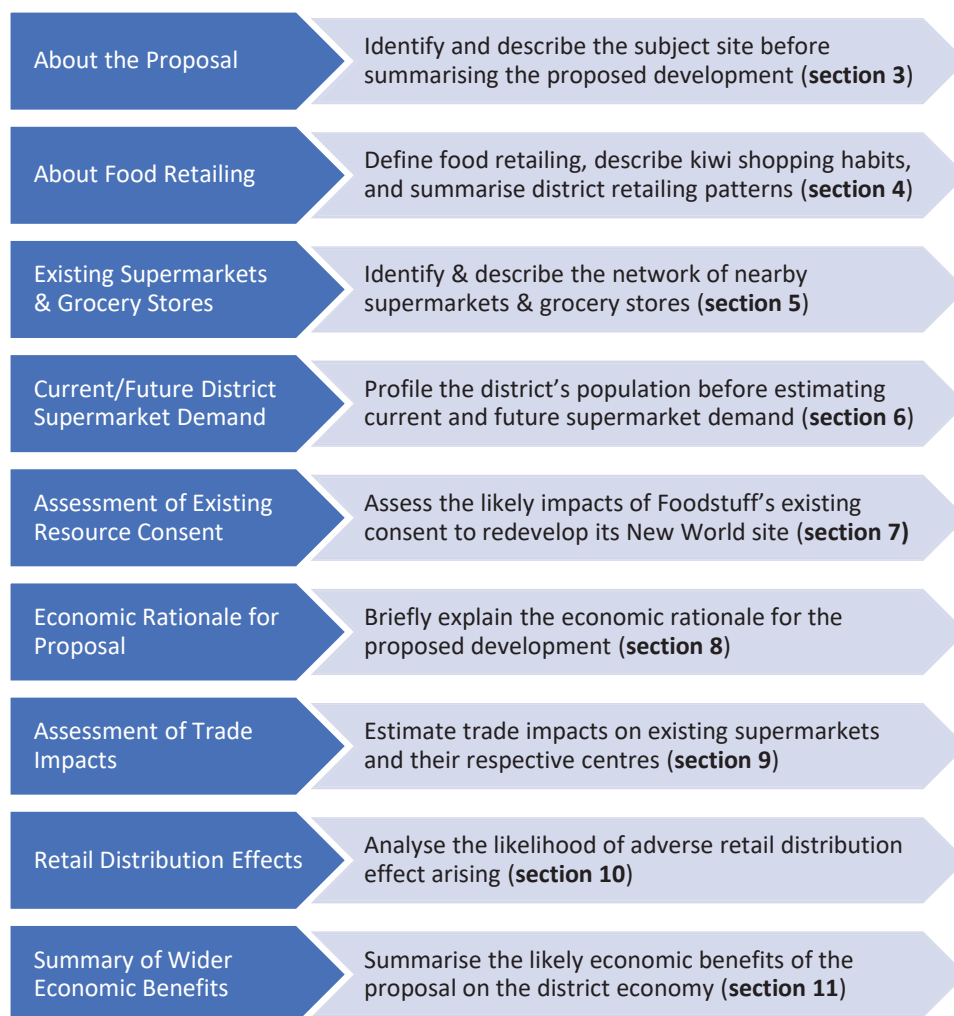 About the Proposal
Identify and describe the subject site before
summarising the proposed development (section 3)
About Food Retailing
Define food retailing, describe kiwi shopping habits,
and summarise district retailing patterns (section 4)
Existing Supermarkets
& Grocery Stores
Identify & describe the network of nearby
supermarkets & grocery stores (section 5)
Current/Future District
Supermarket Demand
Profile the district's population before estimating
current and future supermarket demand (section 6)
Assessment of Existing
Resource Consent
Assess the likely impacts of Foodstuff's existing
consent to redevelop its New World site (section 7)
Economic Rationale for
Proposal
Briefly explain the economic rationale for the
proposed development (section 8)
Assessment of Trade
Impacts
Estimate trade impacts on existing supermarkets
and their respective centres (section 9)
Retail Distribution Effects
Analyse the likelihood of adverse retail distribution
effect arising (section 10)
Summary of Wider
Economic Benefits
Summarise the likely economic benefits of the
proposal on the district economy (section 11)